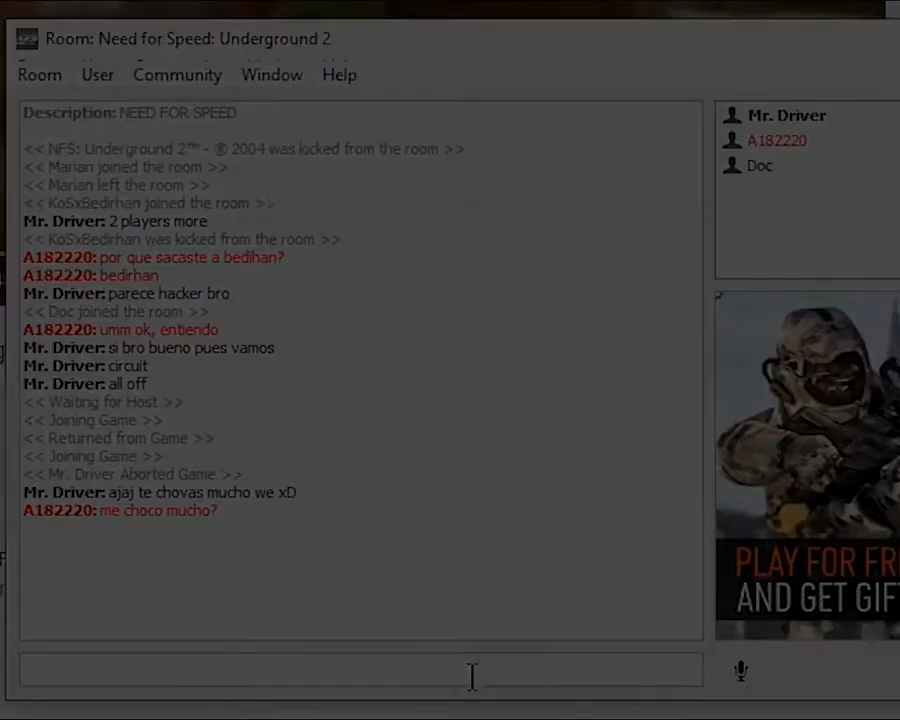 Room: Need for Speed: Underground 2
Room User Community Window Help
Description: NEED FOR SPEED
<< NFS: Underground 2™ - ® 2004 was kicked from the room >>
<< Marian joined the room >>
<< Marian left the room >>
<< KoSxBedirhan joined the room >>
Mr. Driver: 2 players more
<< KoSxBedirhan was kicked from the room >>
A182220: por que sacaste a bedihan?
A182220: bedirhan
Mr. Driver: parece hacker bro
<< Doc joined the room >>
A182220: umm ok, entiendo
Mr. Driver: si bro bueno pues vamos
Mr. Driver: circuit
Mr. Driver: all off
<< Waiting for Host >>
<< Joining Game >>
<< Returned from Game >>
<< Joining Game >>
<< Mr. Driver Aborted Game >>
Mr. Driver: ajaj te chovas mucho we xD
A182220: me choco mucho?
Mr. Driver
A182220
Doc
PLAY FOR FR
AND GET GIF